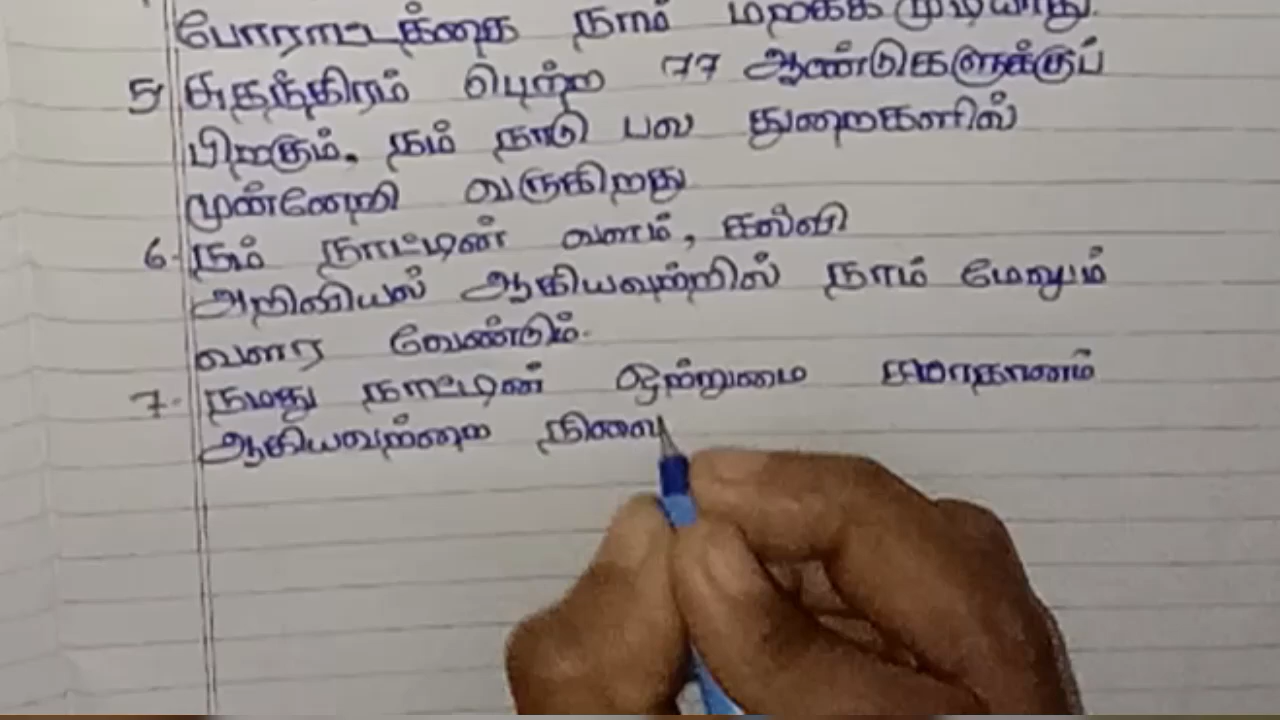 போராட்டத்தை நாம் மறக்க முடியாது.
5 சுதந்திரம் பெற்ற 77 ஆண்டுகளுக்குப்
பிறகும், நம் நாடு பல துறைகளில்
முன்னேறி வருகிறது
6. நம் நாட்டின் வளம், கல்வி
அறிவியல் ஆகியவற்றில் நாம் மேலும்
வளர வேண்டும்.
7. நமது நாட்டின் ஒற்றுமை சமாதானம்
ஆகியவற்றை